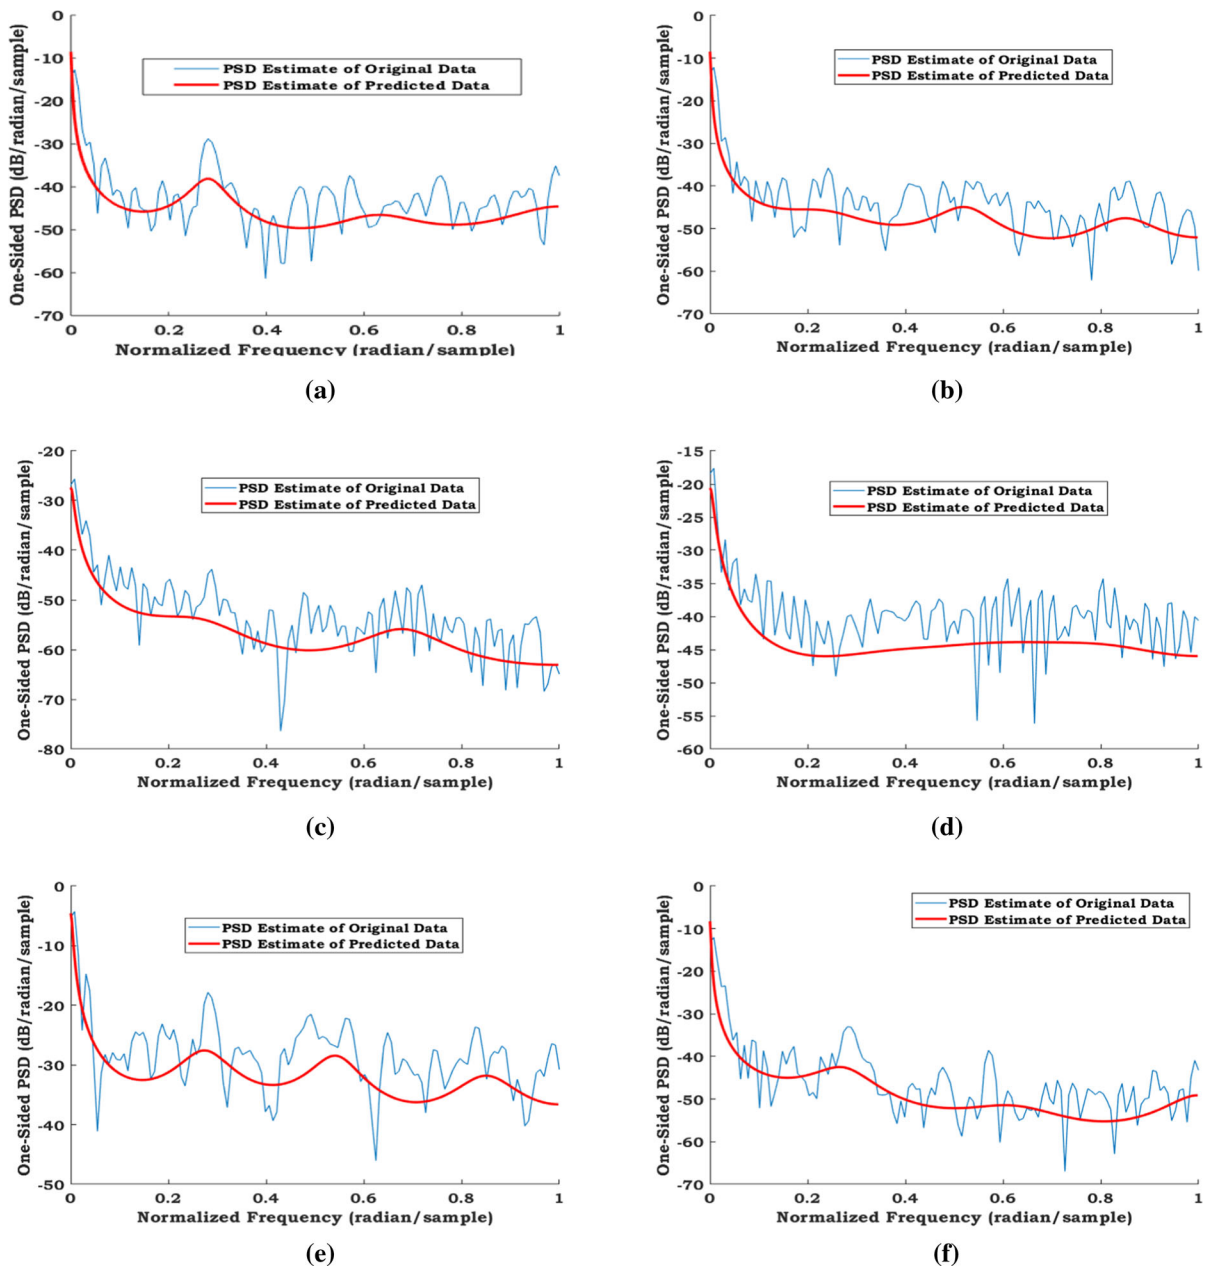 0
-10
-20
-30
-40
-50
-60
-70
One-Sided PSD (dB/radian/sample)
PSD Estimate of Original Data
PSD Estimate of Predicted Data
0 0.2 0.4 0.6 0.8 1
Normalized Frequency (radian/sample)
(a)
0
-10
-20
-30
-40
-50
-60
-70
One-Sided PSD (dB/radian/sample)
PSD Estimate of Original Data
PSD Estimate of Predicted Data
0 0.2 0.4 0.6 0.8 1
Normalized Frequency (radian/sample)
(b)
-20
-30
-40
-50
-60
-70
-80
One-Sided PSD (dB/radian/sample)
PSD Estimate of Original Data
PSD Estimate of Predicted Data
0 0.2 0.4 0.6 0.8 1
Normalized Frequency (radian/sample)
(c)
-15
-20
-25
-30
-35
-40
-45
-50
-55
-60
One-Sided PSD (dB/radian/sample)
PSD Estimate of Original Data
PSD Estimate of Predicted Data
0 0.2 0.4 0.6 0.8 1
Normalized Frequency (radian/sample)
(d)
0
-10
-20
-30
-40
-50
One-Sided PSD (dB/radian/sample)
PSD Estimate of Original Data
PSD Estimate of Predicted Data
0 0.2 0.4 0.6 0.8 1
Normalized Frequency (radian/sample)
(e)
0
-10
-20
-30
-40
-50
-60
-70
One-Sided PSD (dB/radian/sample)
PSD Estimate of Original Data
PSD Estimate of Predicted Data
0 0.2 0.4 0.6 0.8 1
Normalized Frequency (radian/sample)
(f)